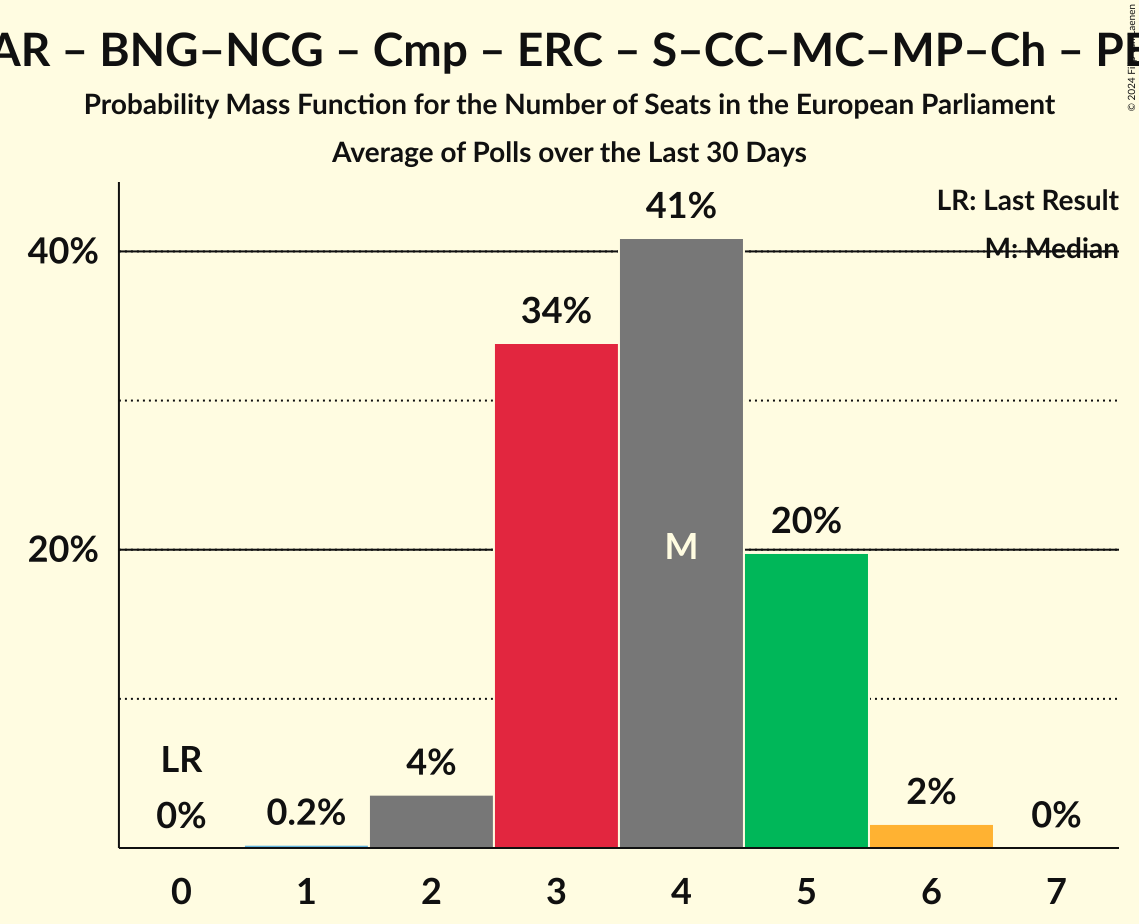 AR – BNG–NCG – Cmp – ERC – S–CC–MC–MP–Ch – PE
Probability Mass Function for the Number of Seats in the European Parliament
Average of Polls over the Last 30 Days
LR: Last Result
M: Median
40%
20%
41%
34%
M
20%
LR
0%
0.2%
4%
2%
0%
0 1 2 3 4 5 6 7
© 2024